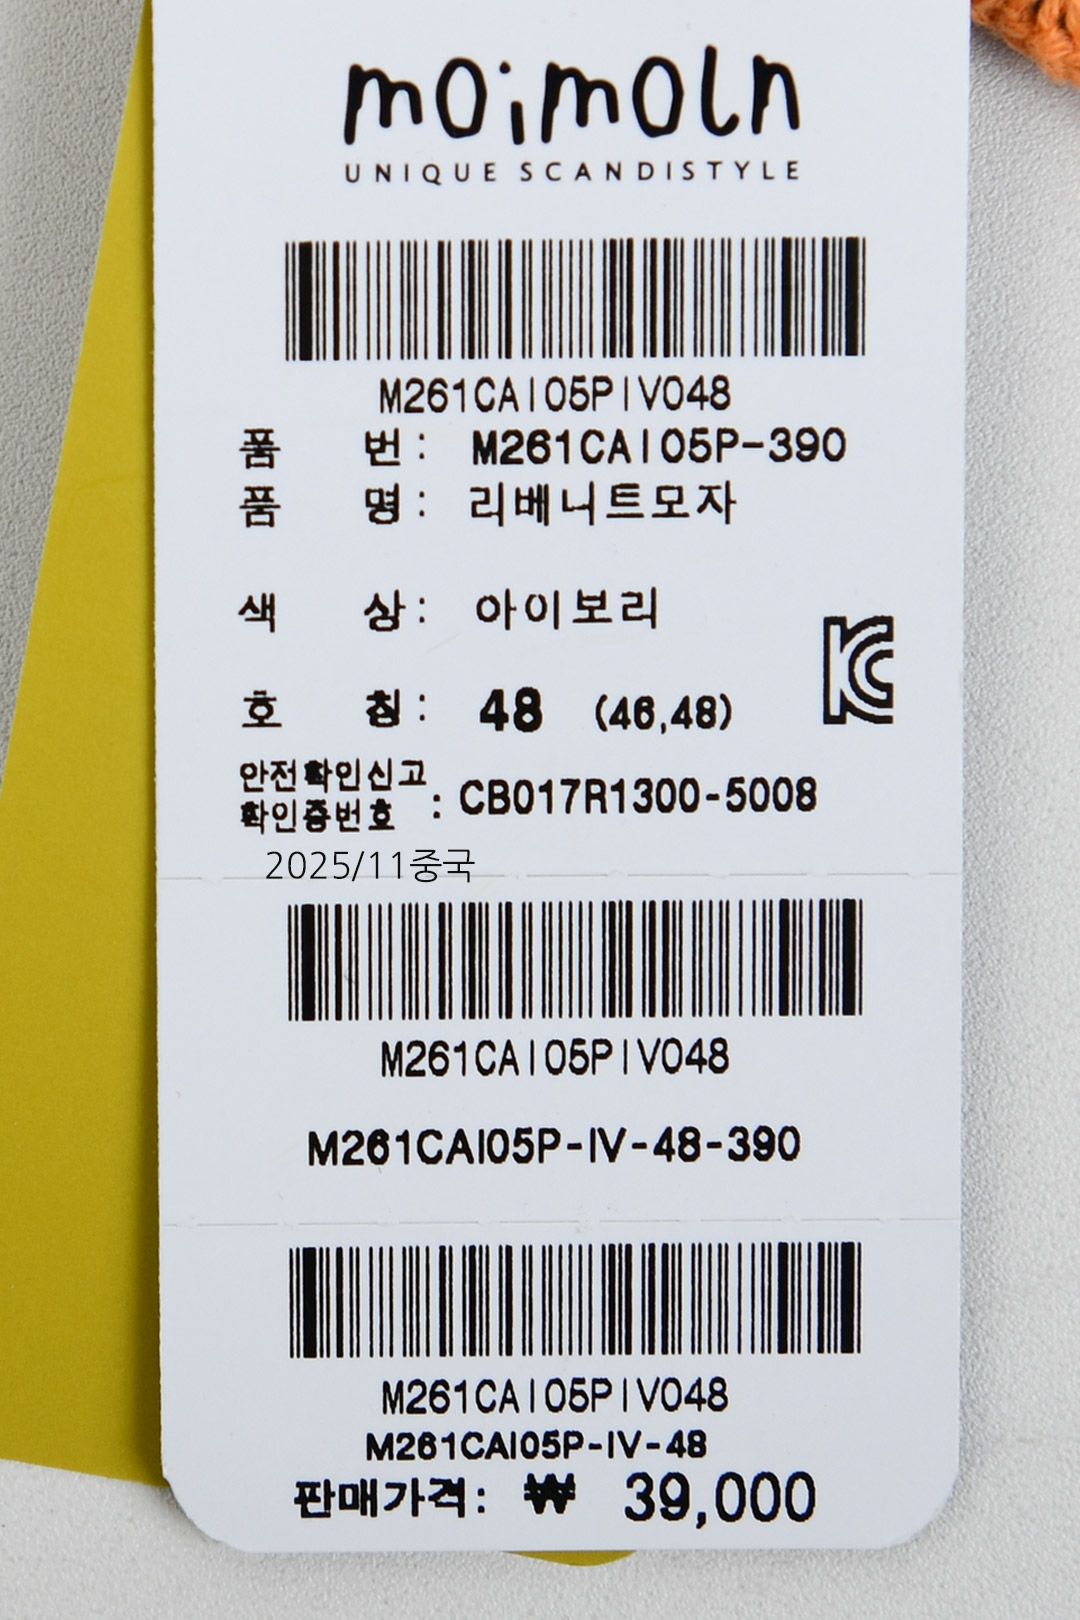 moimoln
UNIQUE SCANDISTYLE
M261CAI05PIV048
품 번: M261CAI05P-390
품 명: 리베니트모자
색 상: 아이보리
호 칭: 48 (46,48)
안전확인신고
확인증번호 : CB017R1300-5008
2025/11중국
M261CAI05PIV048
M261CAI05P-IV-48-390
M261CAI05PIV048
M261CAI05P-IV-48
판매가격: ₩ 39,000